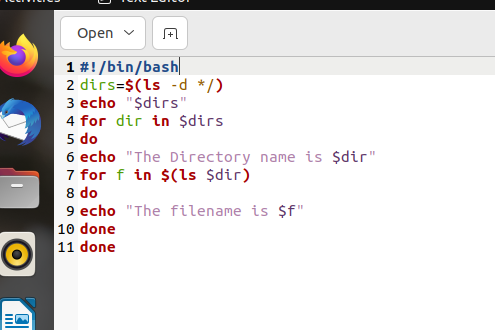 Open
1 #!/bin/bash
2 dirs=$(ls -d */)
3 echo "$dirs"
4 for dir in $dirs
5 do
6 echo "The Directory name is $dir"
7 for f in $(ls $dir)
8 do
9 echo "The filename is $f"
10 done
11 done